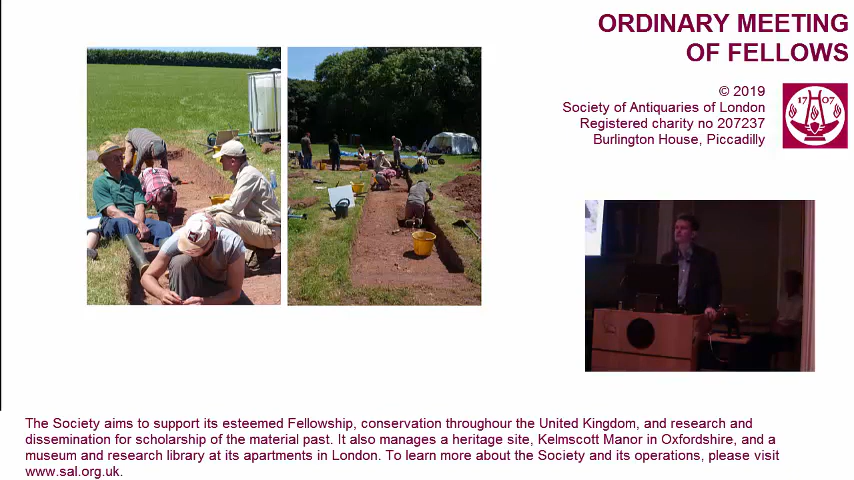 ORDINARY MEETING
OF FELLOWS
© 2019
Society of Antiquaries of London
Registered charity no 207237
Burlington House, Piccadilly
17 07
The Society aims to support its esteemed Fellowship, conservation throughour the United Kingdom, and research and
dissemination for scholarship of the material past. It also manages a heritage site, Kelmscott Manor in Oxfordshire, and a
museum and research library at its apartments in London. To learn more about the Society and its operations, please visit
www.sal.org.uk.